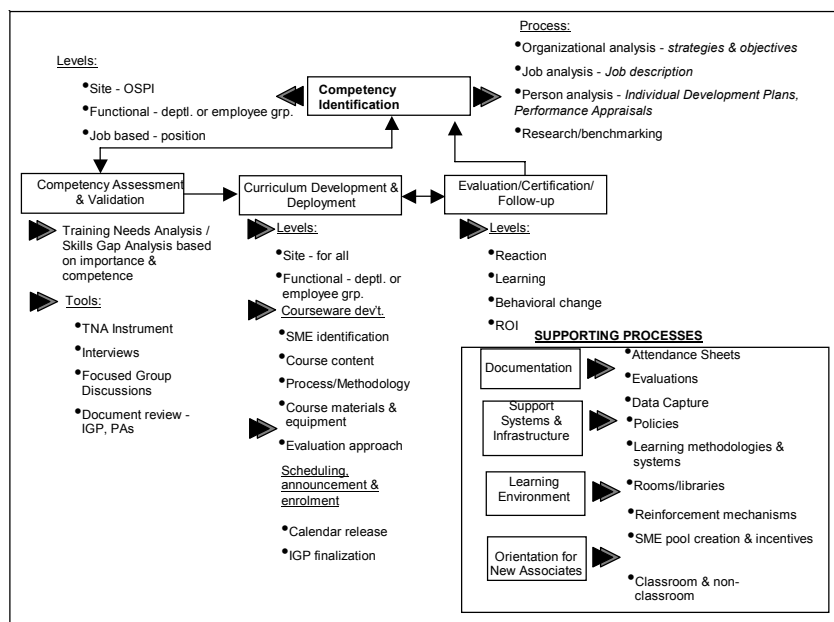 Process:
•Organizational analysis - strategies & objectives
•Job analysis - Job description
•Person analysis - Individual Development Plans,
Performance Appraisals
•Research/benchmarking
Levels:
•Site - OSPI
•Functional - deptl. or employee grp.
•Job based - position
Competency
Identification
Competency Assessment
& Validation
Curriculum Development &
Deployment
Evaluation/Certification/
Follow-up
Training Needs Analysis /
Skills Gap Analysis based
on importance &
competence
Tools:
•TNA Instrument
•Interviews
•Focused Group
Discussions
•Document review -
IGP, PAs
Levels:
•Site - for all
•Functional - deptl. or
employee grp.
Courseware dev't.
•SME identification
•Course content
•Process/Methodology
•Course materials &
equipment
•Evaluation approach
Scheduling,
announcement &
enrolment
•Calendar release
•IGP finalization
Levels:
•Reaction
•Learning
•Behavioral change
•ROI
SUPPORTING PROCESSES
Documentation
•Attendance Sheets
•Evaluations
•Data Capture
Support
Systems &
Infrastructure
•Policies
•Learning methodologies &
systems
Learning
Environment
•Rooms/libraries
•Reinforcement mechanisms
•SME pool creation & incentives
Orientation for
New Associates
•Classroom & non-
classroom